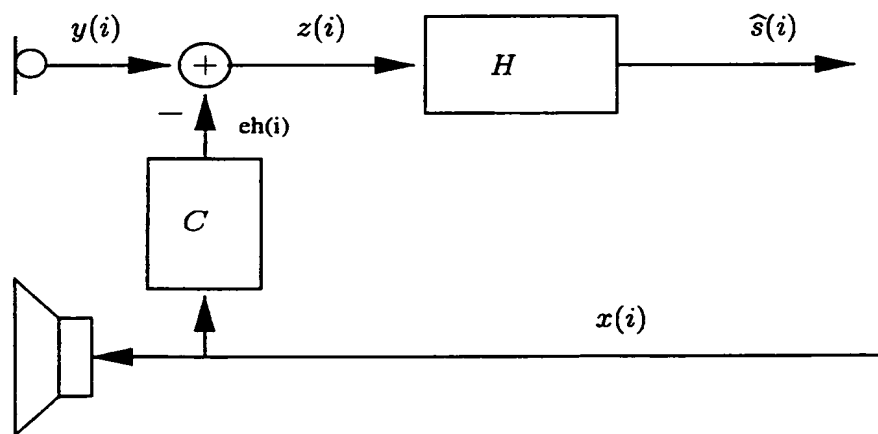 y(i) z(i) ŝ(i)
+ H
− eh(i)
C
x(i)